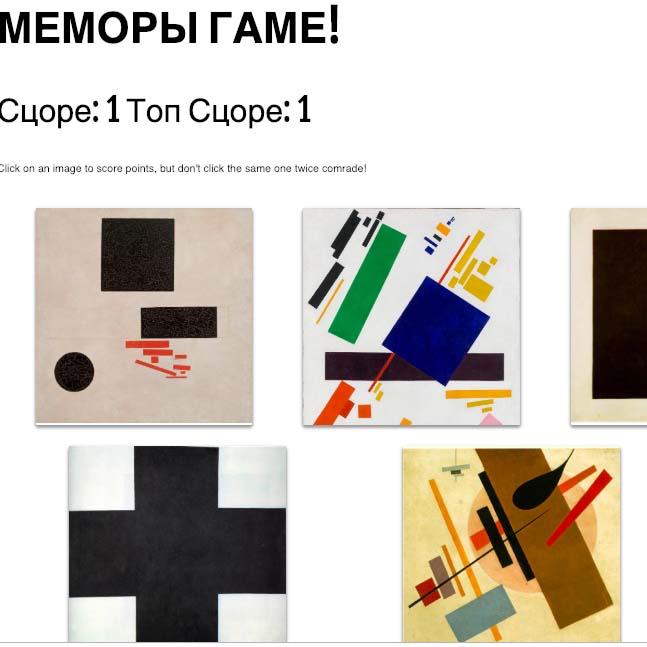 МЕМОРЫ ГАМЕ!
Сцоре: 1 Топ Сцоре: 1
Click on an image to score points, but don't click the same one twice comrade!